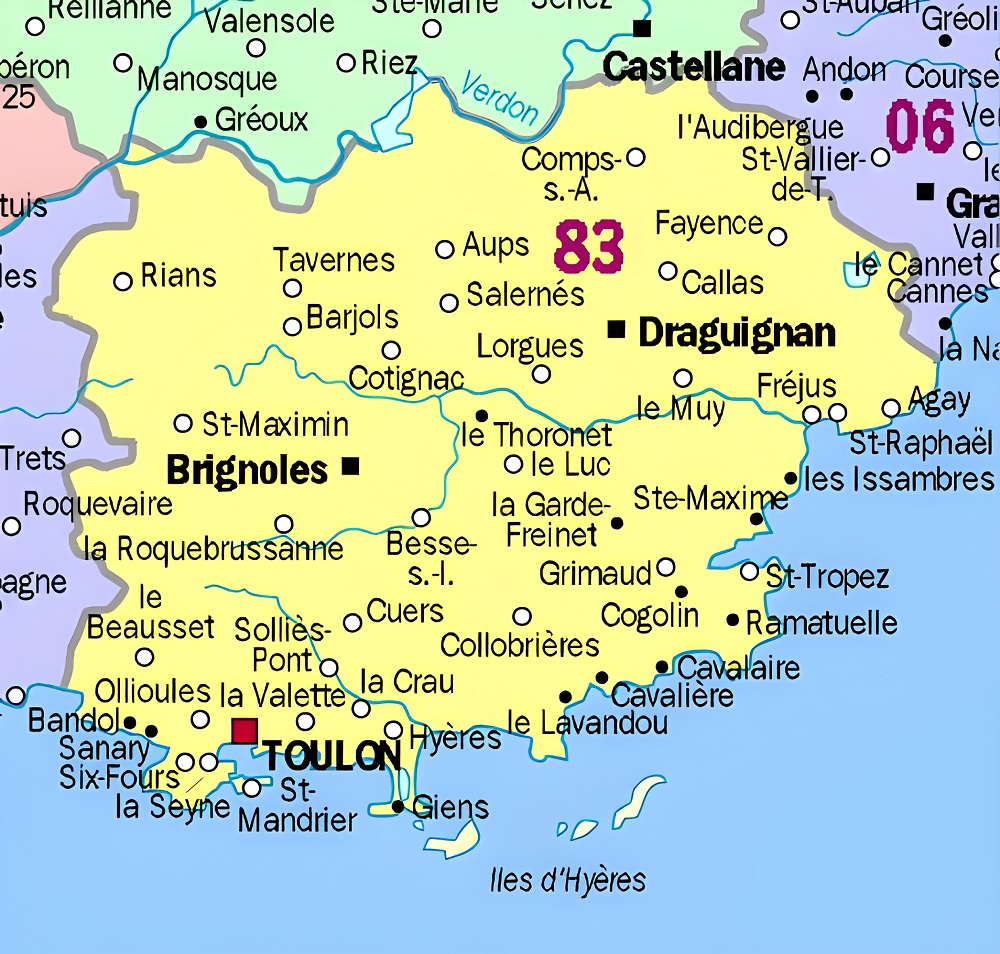 Reillanne
Valensole
Ste-Marie
Senez
St-Auban
Gréoli
péron
Manosque
Riez
Castellane
Andon
Course
25
Gréoux
Verdon
l'Audibergue
06
Comps-
s.-A.
St-Vallier-
de-T.
tuis
Gra
83
Fayence
Vall
les
Rians
Tavernes
Aups
Callas
le Cannet
Cannes
Barjols
Salernés
Draguignan
la Na
Cotignac
Lorgues
le Muy
Fréjus
Agay
St-Maximin
le Thoronet
St-Raphaël
Trets
Brignoles
le Luc
les Issambres
Roquevaire
la Garde-
Freinet
Ste-Maxime
la Roquebrussanne
Besse-
s.-I.
Grimaud
St-Tropez
agne
le
Beausset
Solliès-
Pont
Cuers
Collobrières
Cogolin
Ramatuelle
Ollioules
la Valette
la Crau
Cavalaire
Cavalière
Bandol
Sanary
TOULON
Hyères
le Lavandou
Six-Fours
la Seyne
St-
Mandrier
Giens
Iles d'Hyères